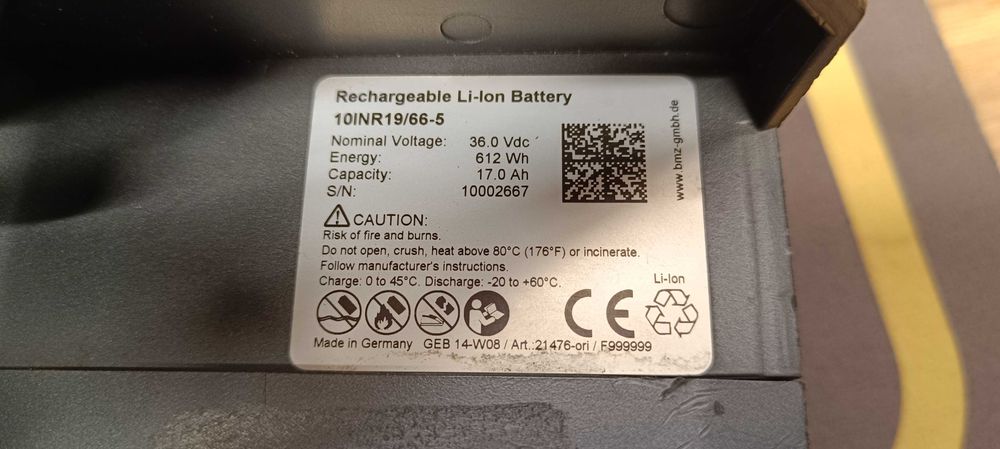 Rechargeable Li-Ion Battery
10INR19/66-5
Nominal Voltage: 36.0 Vdc
Energy: 612 Wh
Capacity: 17.0 Ah
S/N: 10002667
www.bmz-gmbh.de
CAUTION:
Risk of fire and burns.
Do not open, crush, heat above 80°C (176°F) or incinerate.
Follow manufacturer's instructions.
Charge: 0 to 45°C. Discharge: -20 to +60°C.
Li-Ion
CE
Made in Germany GEB 14-W08 / Art.:21476-ori / F999999